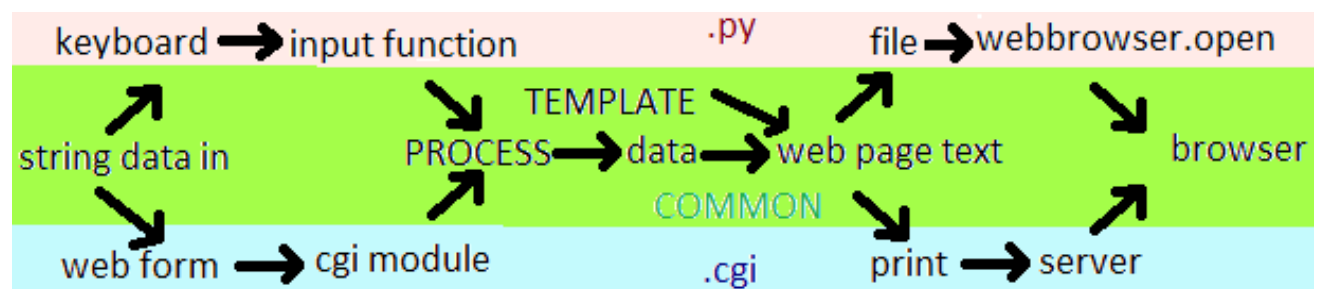 keyboard input function .py file webbrowser.open
TEMPLATE
string data in PROCESS data web page text browser
COMMON
web form cgi module .cgi print server